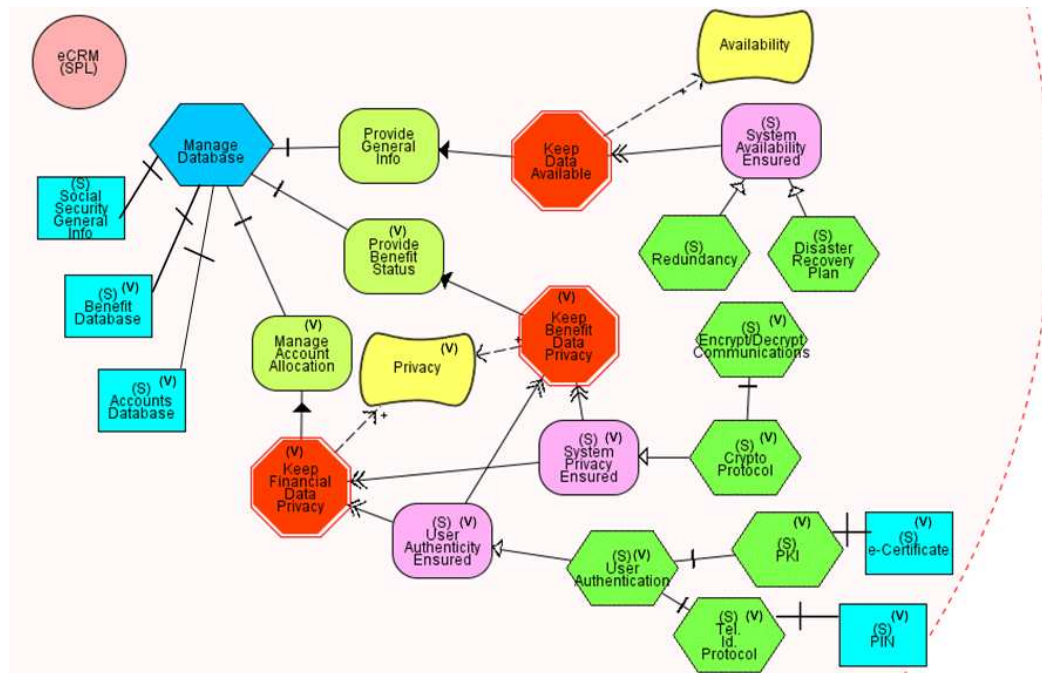 eCRM
(SPL)
Availability
Manage
Database
Provide
General
Info
Keep
Data
Available
(S)
System
Availability
Ensured
(S)
Social
Security
General
Info
(V)
Provide
Benefit
Status
(S)
Redundancy
(S)
Disaster
Recovery
Plan
(S) (V)
Benefit
Database
(V)
Manage
Account
Allocation
(V)
Privacy
+
(V)
Keep
Benefit
Data
Privacy
(S) (V)
Encrypt/Decrypt
Communications
(S) (V)
Accounts
Database
+
(V)
Keep
Financial
Data
Privacy
(S) (V)
System
Privacy
Ensured
(S) (V)
Crypto
Protocol
(S) (V)
User
Authenticity
Ensured
(S) (V)
User
Authentication
(V)
(S)
PKI
(V)
(S)
e-Certificate
(S) (V)
Tel.
Id.
Protocol
(V)
(S)
PIN